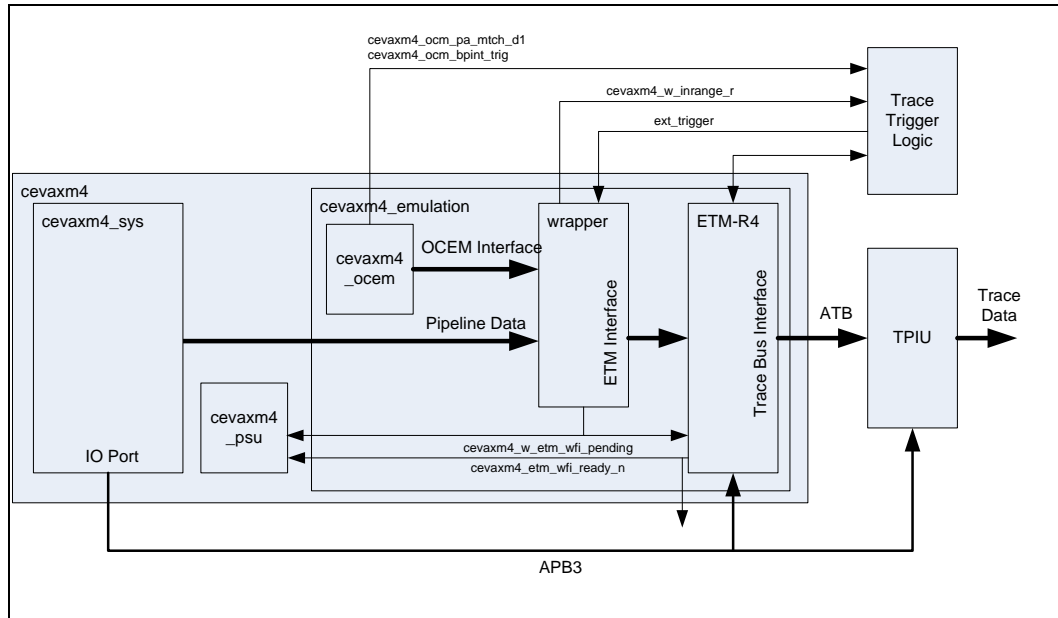 cevaxm4_ocm_pa_mtch_d1
cevaxm4_ocm_bpint_trig
cevaxm4_w_inrange_r
ext_trigger
Trace
Trigger
Logic
cevaxm4
cevaxm4_sys
cevaxm4_emulation
cevaxm4
_ocem
OCEM Interface
wrapper
ETM-R4
Pipeline Data
ETM Interface
Trace Bus Interface
ATB
TPIU
Trace
Data
cevaxm4
_psu
cevaxm4_w_etm_wfi_pending
cevaxm4_etm_wfi_ready_n
IO Port
APB3